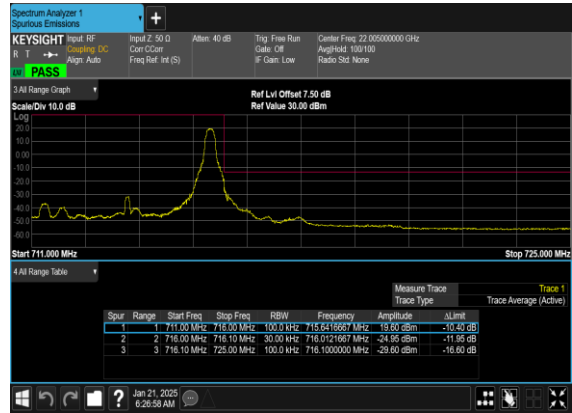 Spectrum Analyzer 1
Spurious Emissions
+
KEYSIGHT Input: RF Input Z: 50 Ω Atten: 40 dB Trig: Free Run Center Freq: 22.005000000 GHz
R T Coupling: DC Corr CCorr Gate: Off Avg|Hold: 100/100
Align: Auto Freq Ref: Int (S) IF Gain: Low Radio Std: None
PASS
3 All Range Graph
Ref Lvl Offset 7.50 dB
Scale/Div 10.0 dB Ref Value 30.00 dBm
Log
20.0
10.0
0.00
-10.0
-20.0
-30.0
-40.0
-50.0
-60.0
Start 711.000 MHz Stop 725.000 MHz
4 All Range Table
Measure Trace Trace 1
Trace Type Trace Average (Active)
Spur Range Start Freq Stop Freq RBW Frequency Amplitude ΔLimit
1 1 711.00 MHz 716.00 MHz 100.0 kHz 715.6416667 MHz 19.60 dBm -10.40 dB
2 2 716.00 MHz 716.10 MHz 30.00 kHz 716.0121667 MHz -24.95 dBm -11.95 dB
3 3 716.10 MHz 725.00 MHz 100.0 kHz 716.1000000 MHz -29.60 dBm -16.60 dB
?
Jan 21, 2025
6:26:58 AM